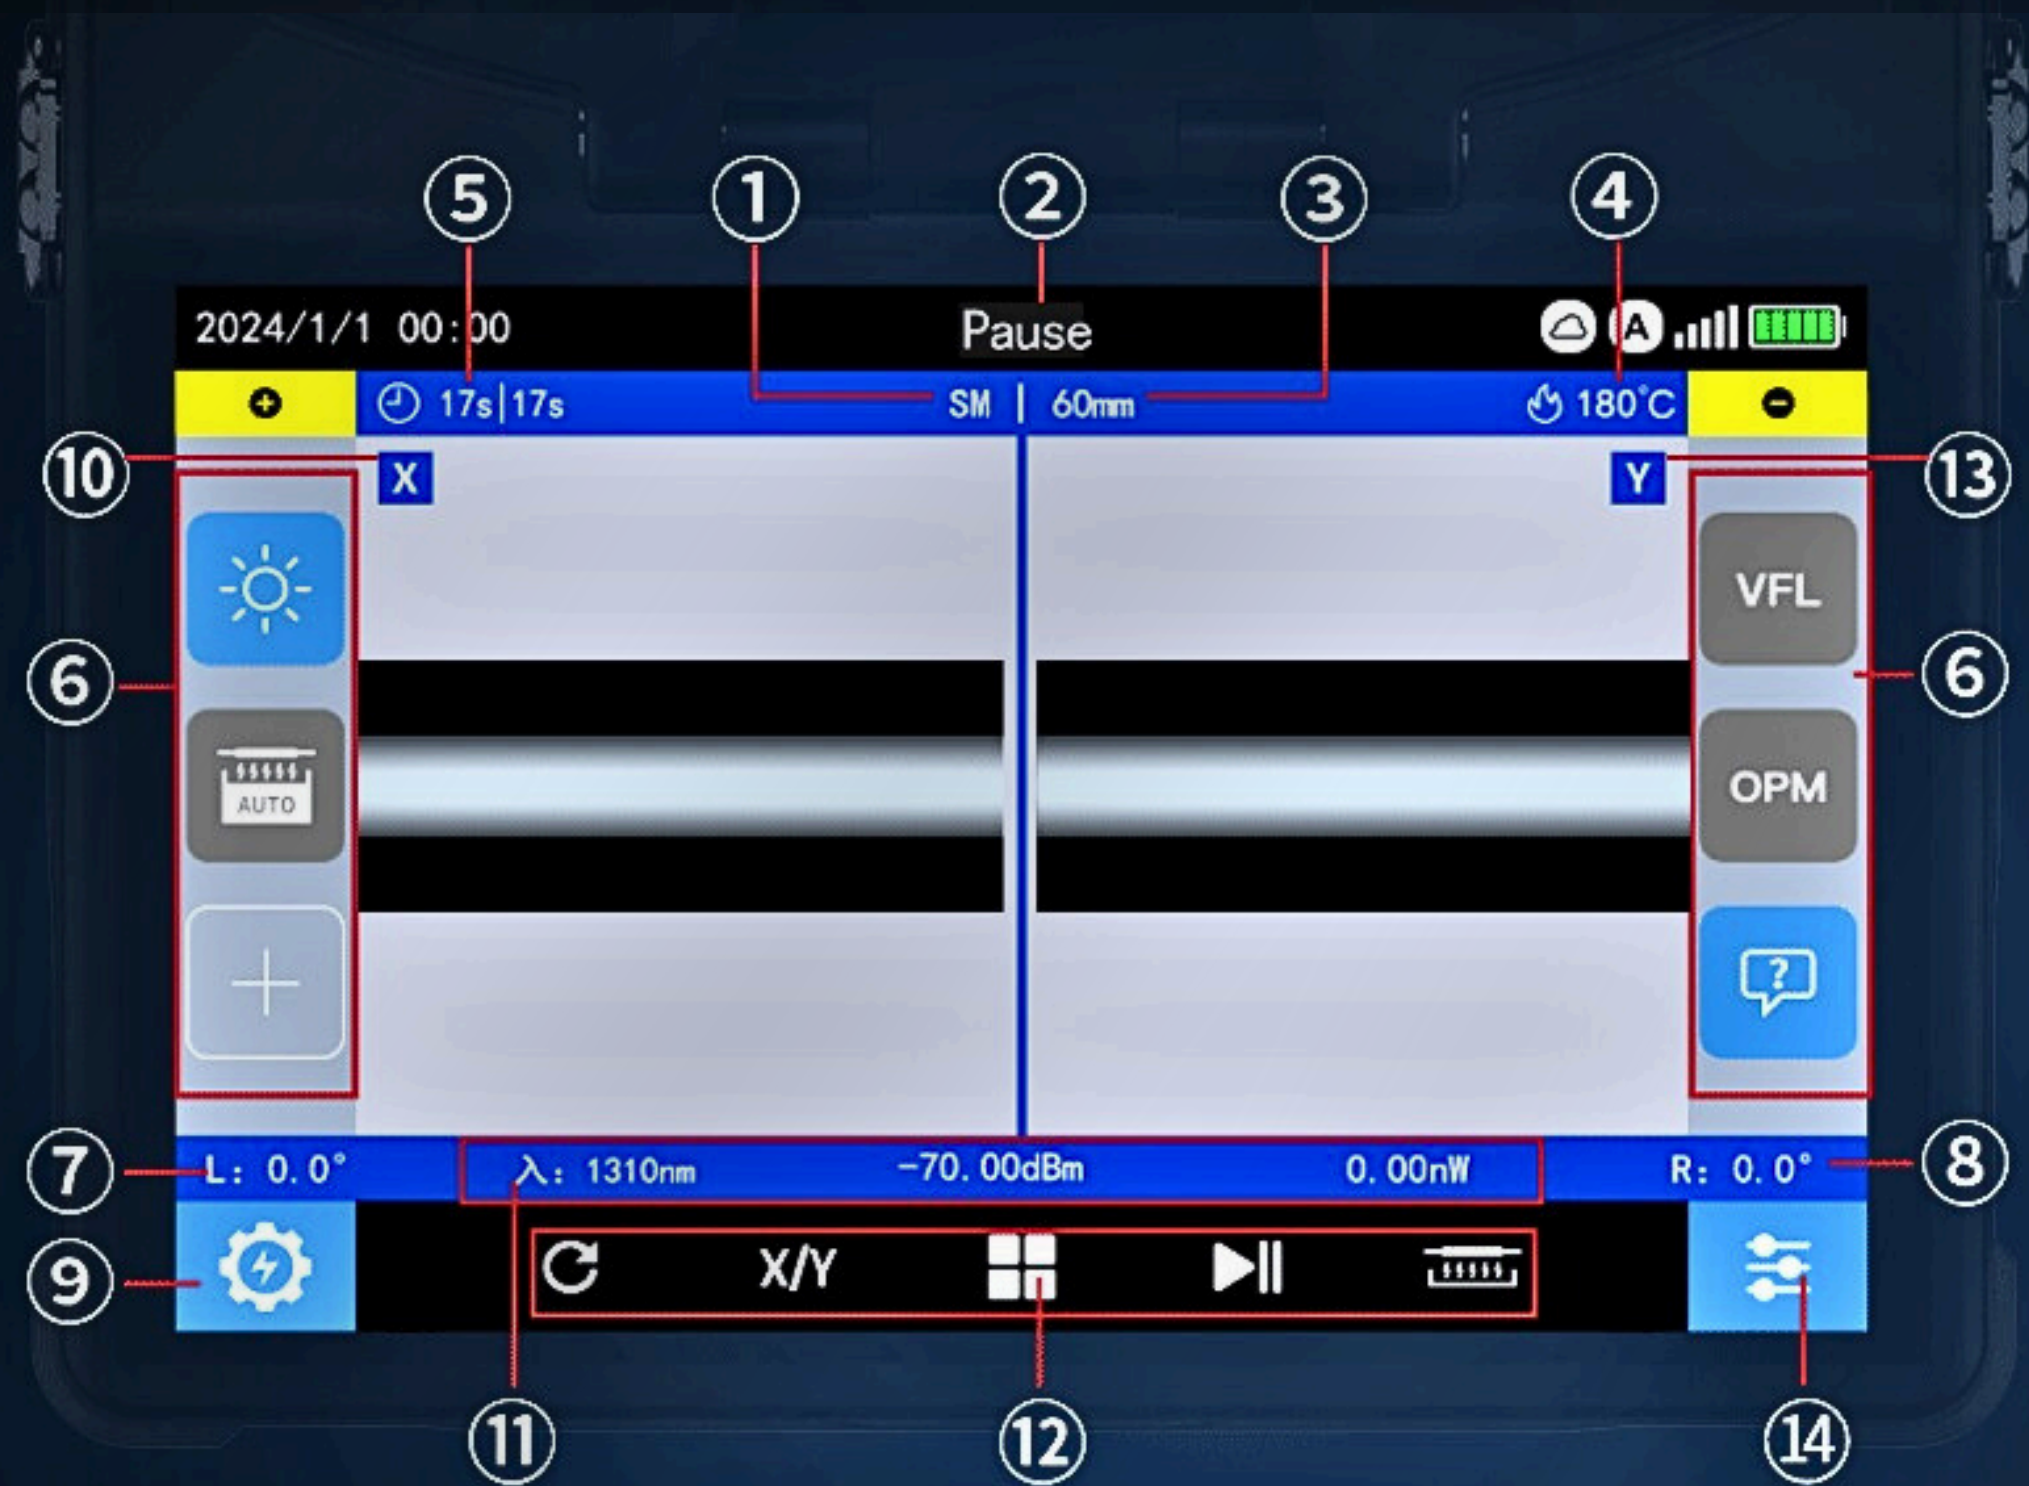 ⑤ ① ② ③ ④
2024/1/1 00:00 Pause A
17s|17s SM | 60mm 180°C
⑩ X Y ⑬
VFL
⑥ ⑥
AUTO OPM
?
⑦ L: 0.0° λ: 1310nm -70.00dBm 0.00nW R: 0.0° ⑧
⑨ X/Y
⑪ ⑫ ⑭